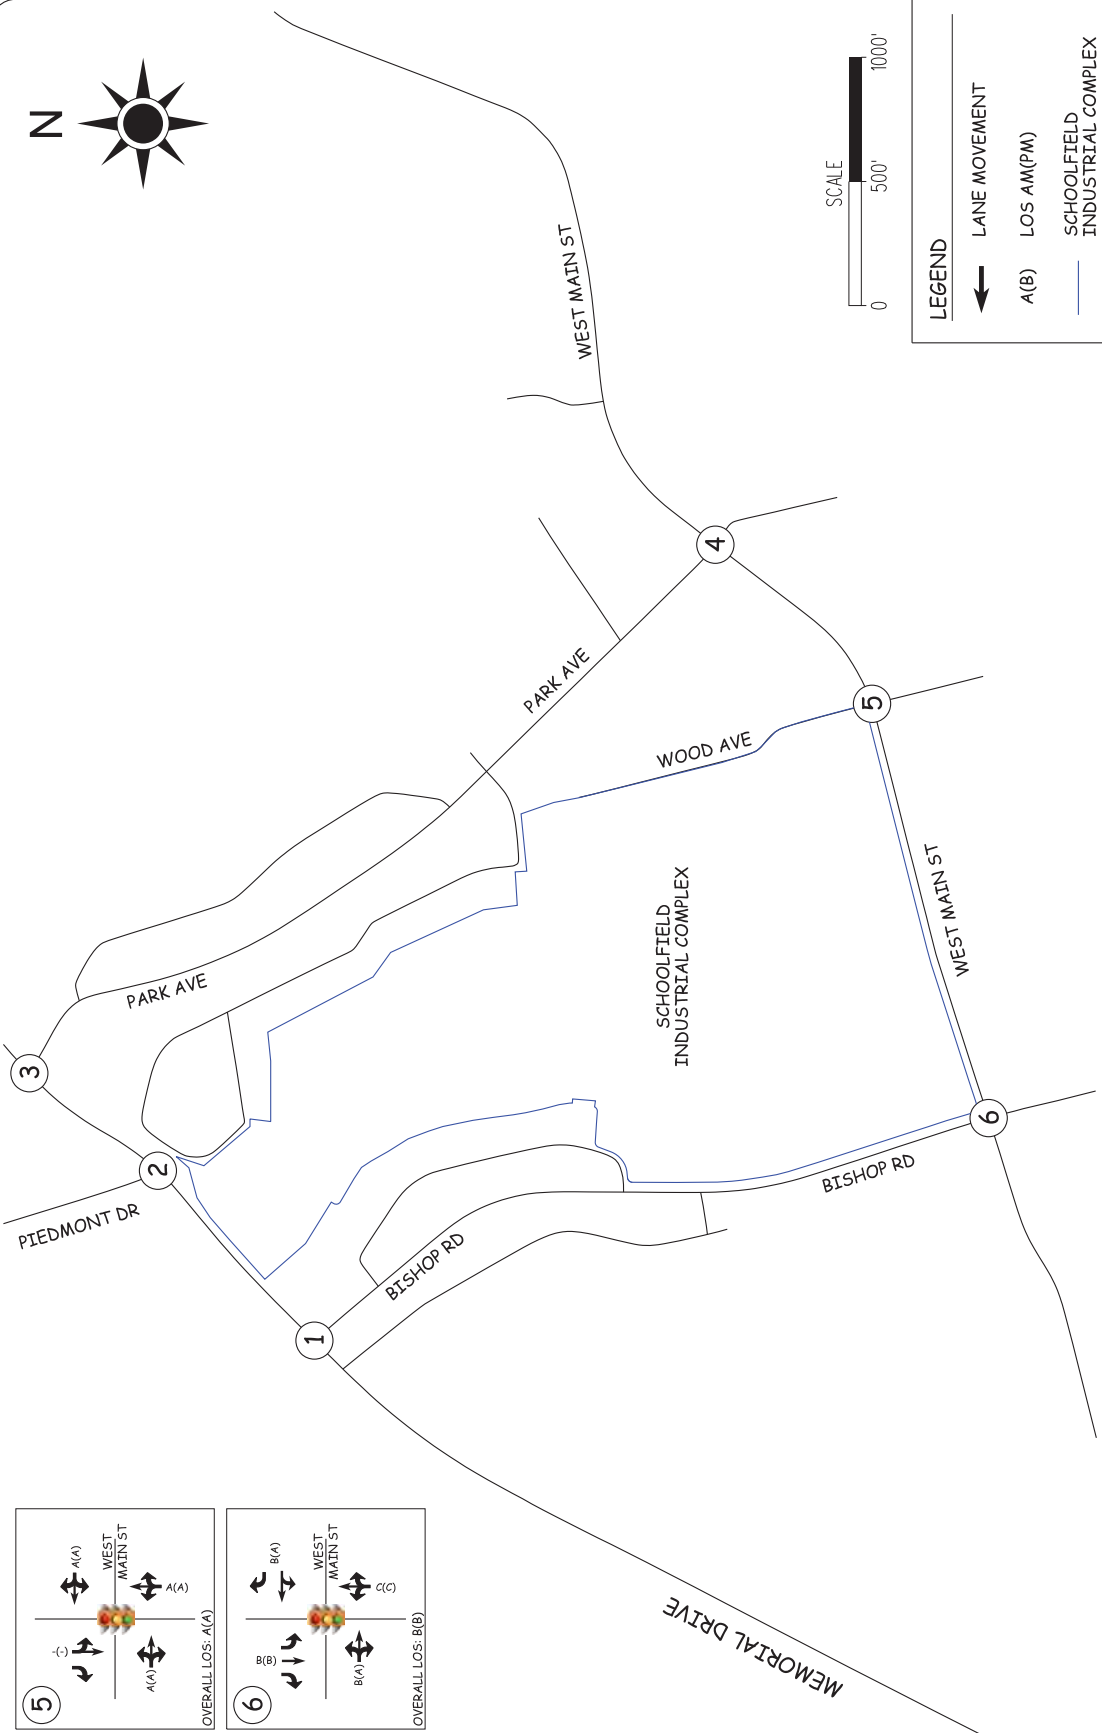 N
WEST MAIN ST
SCALE
0
500'
1000'
LEGEND
LANE MOVEMENT
A(B)
LOS AM(PM)
SCHOOLFIELD
INDUSTRIAL COMPLEX
4
PARK AVE
WOOD AVE
5
WEST MAIN ST
SCHOOLFIELD
INDUSTRIAL COMPLEX
3
PARK AVE
2
PIEDMONT DR
1
BISHOP RD
BISHOP RD
6
MEMORIAL DRIVE
5
-(-)
A(A)
WEST
MAIN ST
A(A)
A(A)
OVERALL LOS: A(A)
6
B(B)
B(A)
WEST
MAIN ST
B(A)
C(C)
OVERALL LOS: B(B)